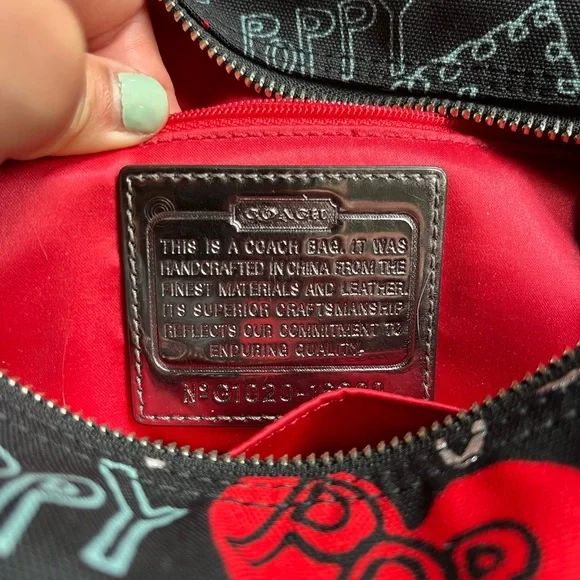 POPPY
COACH
THIS IS A COACH BAG. IT WAS
HANDCRAFTED IN CHINA FROM THE
FINEST MATERIALS AND LEATHER.
ITS SUPERIOR CRAFTSMANSHIP
REFLECTS OUR COMMITMENT TO
ENDURING QUALITY.
Nº
PPY